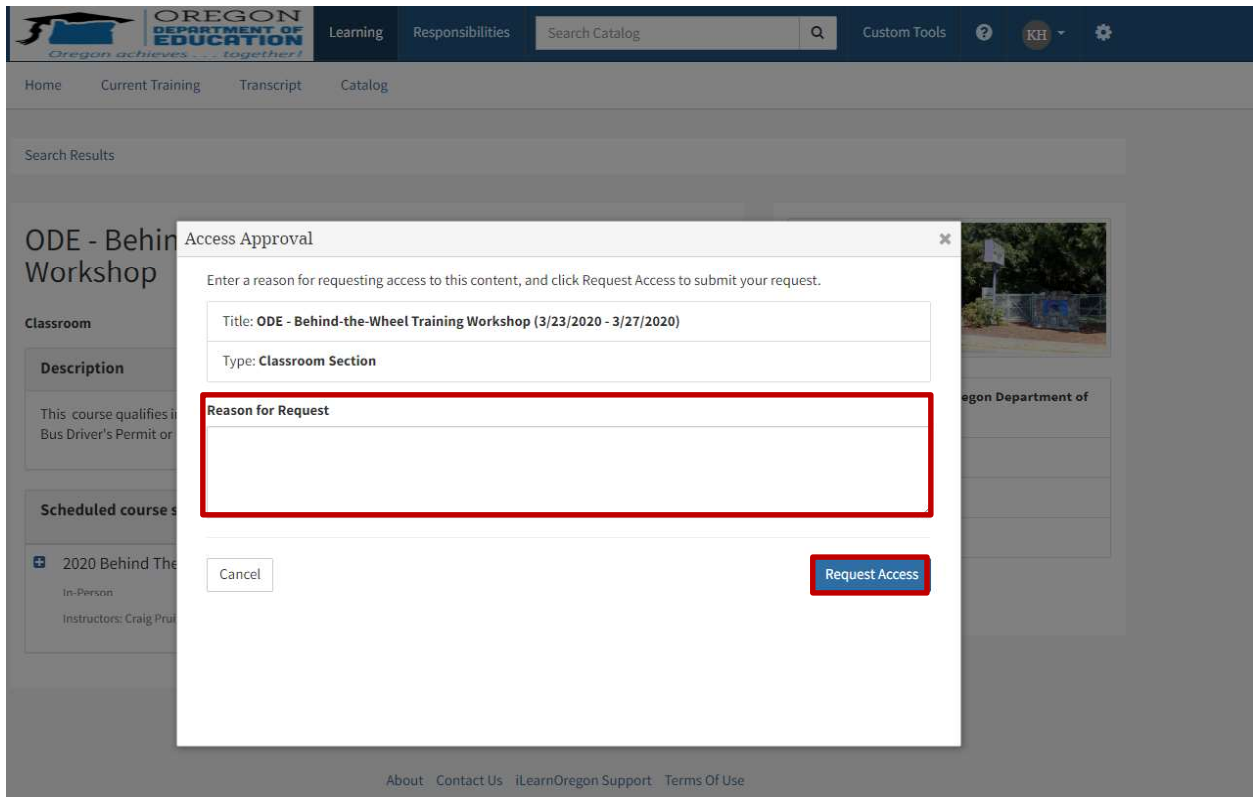 OREGON
DEPARTMENT OF
EDUCATION
Oregon achieves . . . together!
Learning Responsibilities Search Catalog Custom Tools ? KH
Home Current Training Transcript Catalog
Search Results
ODE - Behin
Workshop
Classroom
Description
This course qualifies i
Bus Driver's Permit or
Scheduled course s
2020 Behind The
In-Person
Instructors: Craig Prui
Access Approval
Enter a reason for requesting access to this content, and click Request Access to submit your request.
Title: ODE - Behind-the-Wheel Training Workshop (3/23/2020 - 3/27/2020)
Type: Classroom Section
Reason for Request
Cancel Request Access
egon Department of
About Contact Us iLearnOregon Support Terms Of Use